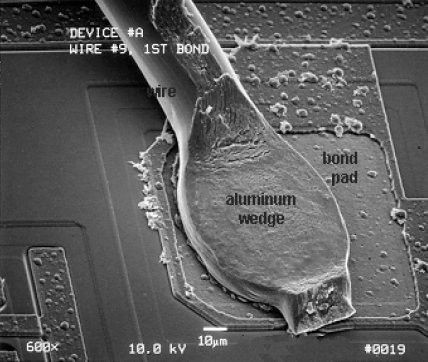 DEVICE #A
WIRE #9, 1ST BOND
wire
bond
pad
aluminum
wedge
600× 10.0 kV 10µm #0019